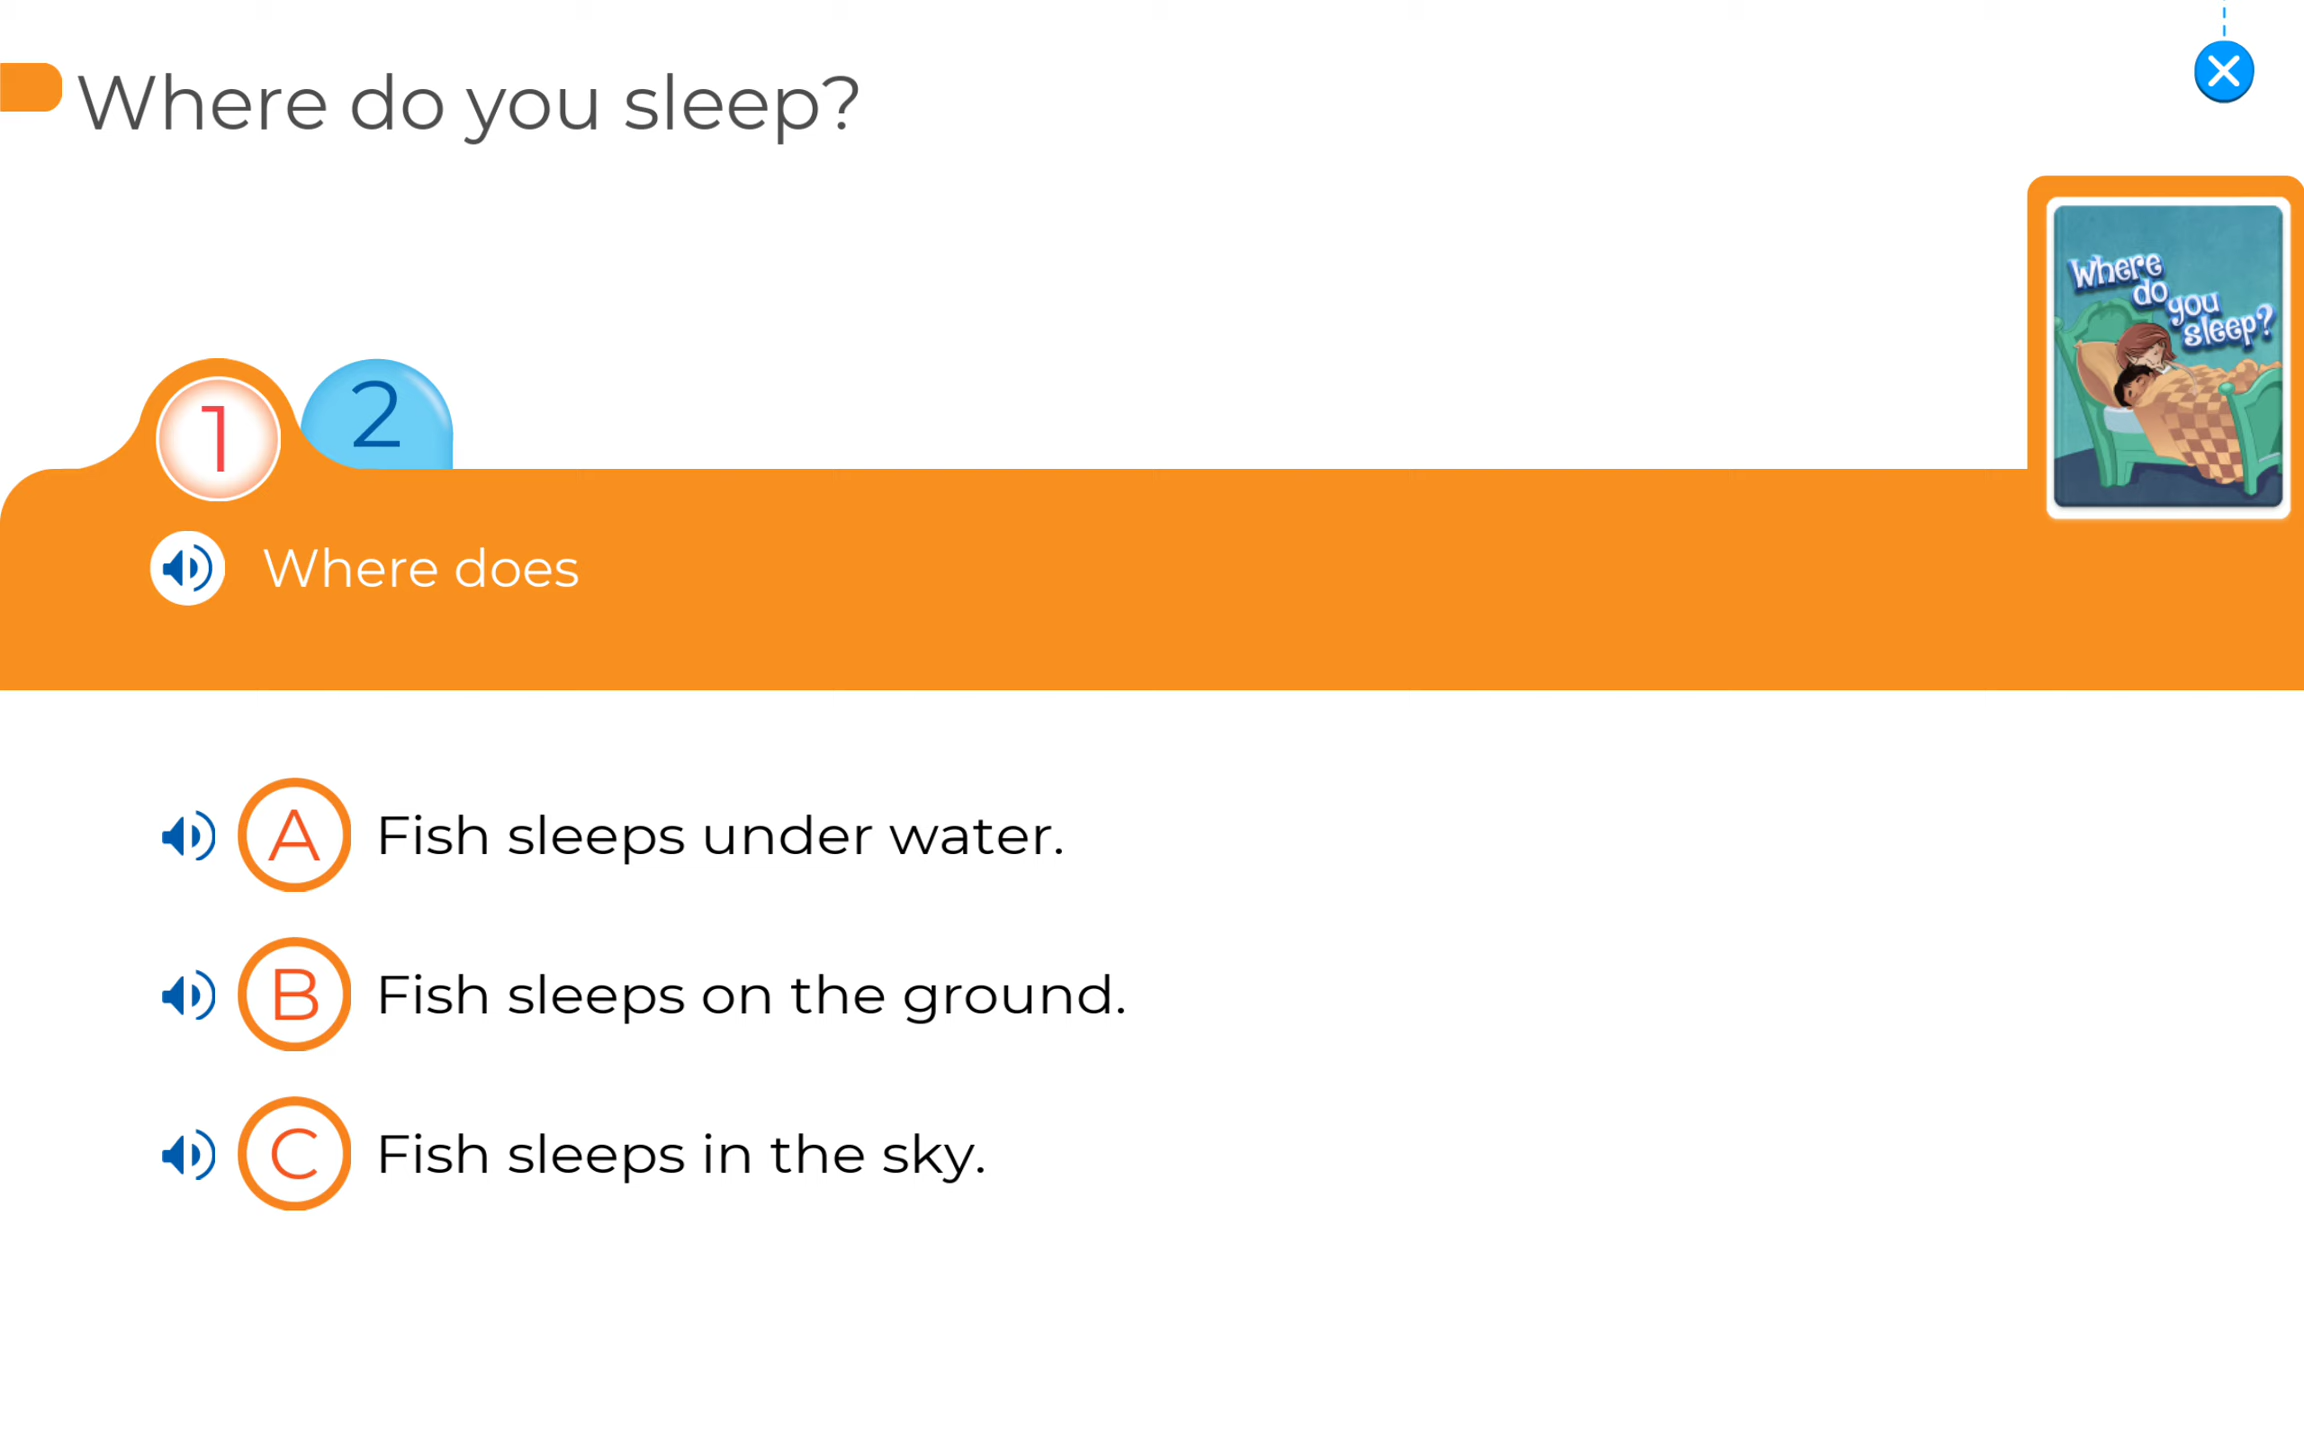 Where do you sleep?
Where
do
you
sleep?
1
2
Where does
A Fish sleeps under water.
B Fish sleeps on the ground.
C Fish sleeps in the sky.